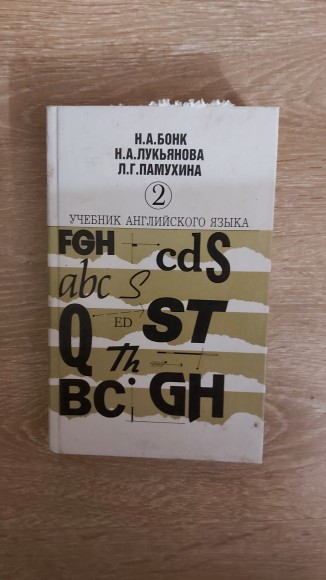 Н.А.БОНК
Н.А.ЛУКЬЯНОВА
Л.Г.ПАМУХИНА
2
УЧЕБНИК АНГЛИЙСКОГО ЯЗЫКА
FGH cdS
abc S
Q ED ST
Th
BC GH